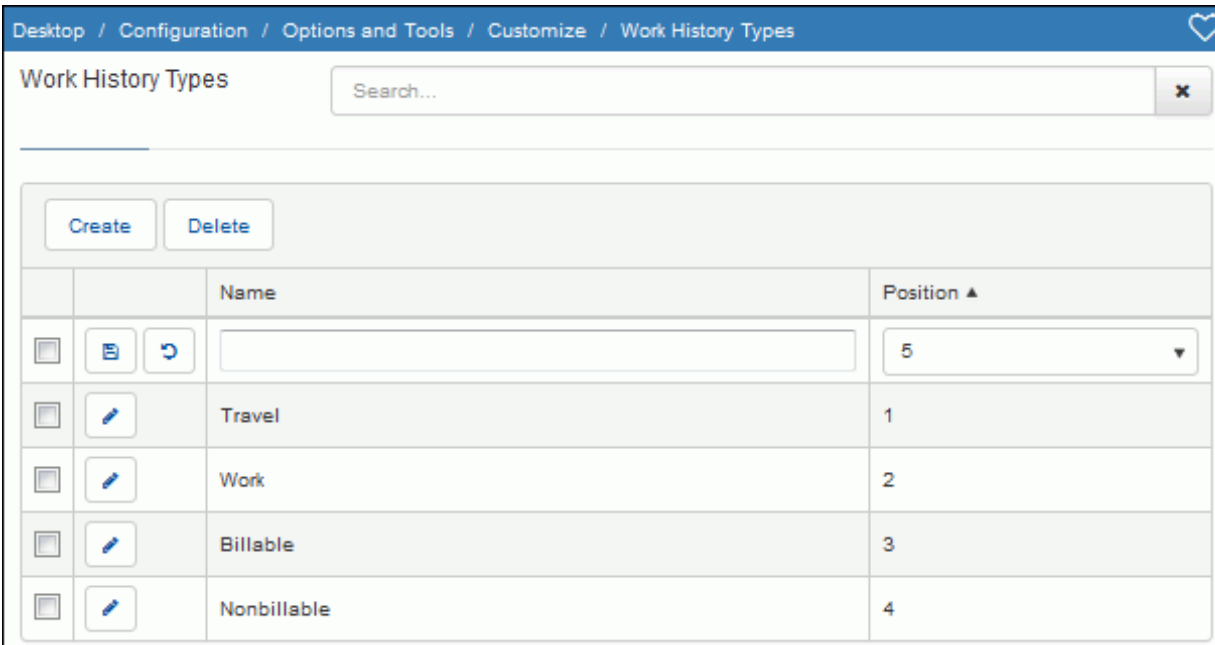 Desktop / Configuration / Options and Tools / Customize / Work History Types
Work History Types
Search...
Create Delete
Name Position ▲
5
Travel 1
Work 2
Billable 3
Nonbillable 4